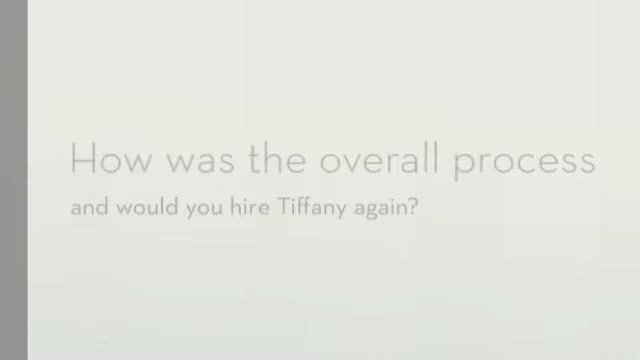 How was the overall process
and would you hire Tiffany again?